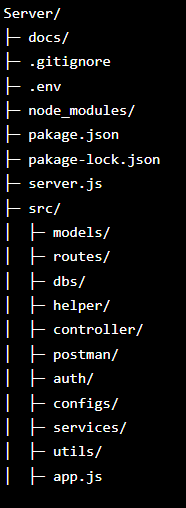 Server/
├─ docs/
├─ .gitignore
├─ .env
├─ node_modules/
├─ pakage.json
├─ pakage-lock.json
├─ server.js
├─ src/
│  ├─ models/
│  ├─ routes/
│  ├─ dbs/
│  ├─ helper/
│  ├─ controller/
│  ├─ postman/
│  ├─ auth/
│  ├─ configs/
│  ├─ services/
│  ├─ utils/
│  ├─ app.js